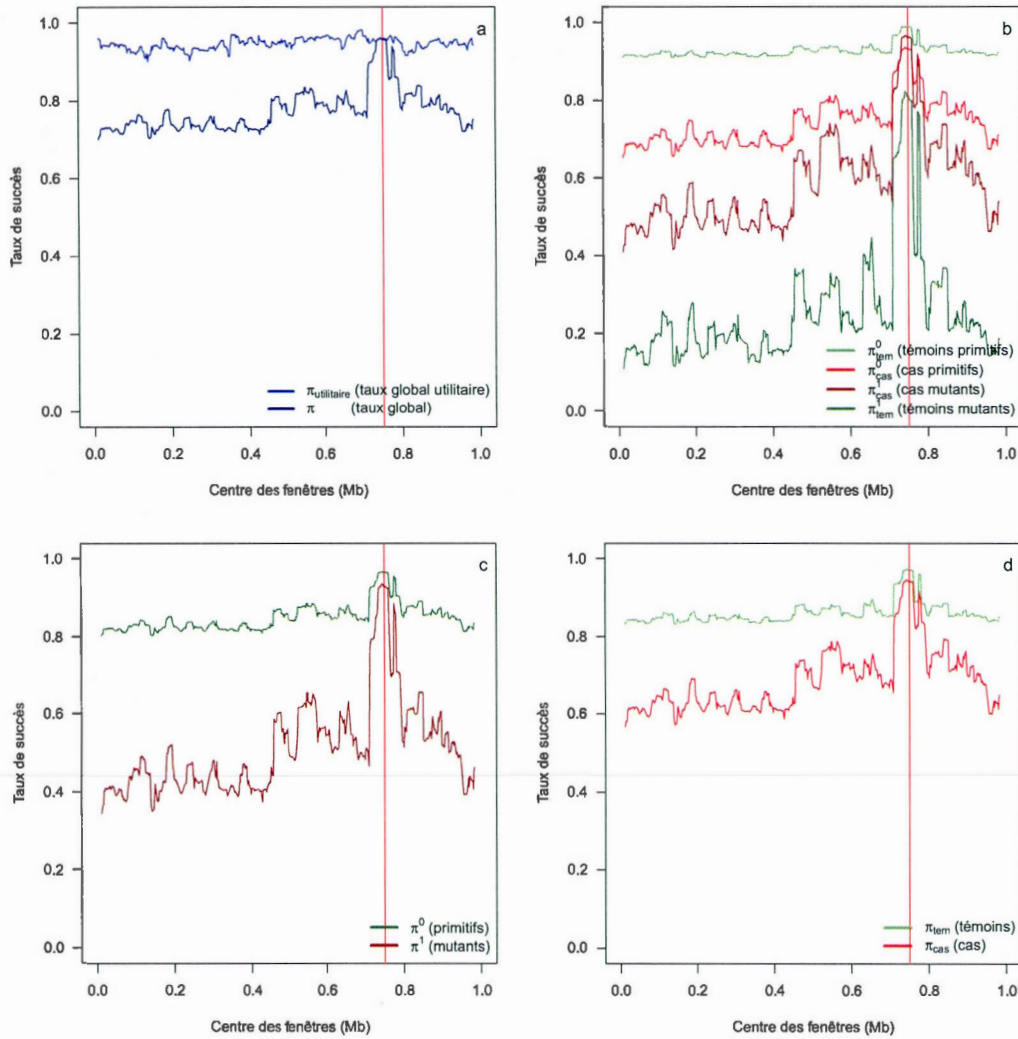 a
1.0
0.8
0.6
0.4
0.2
0.0
Taux de succès
π_utilitaire (taux global utilitaire)
π (taux global)
0.0 0.2 0.4 0.6 0.8 1.0
Centre des fenêtres (Mb)
b
1.0
0.8
0.6
0.4
0.2
0.0
Taux de succès
π⁰_tem (témoins primitifs)
π⁰_cas (cas primitifs)
π¹_cas (cas mutants)
π¹_tem (témoins mutants)
0.0 0.2 0.4 0.6 0.8 1.0
Centre des fenêtres (Mb)
c
1.0
0.8
0.6
0.4
0.2
0.0
Taux de succès
π⁰ (primitifs)
π¹ (mutants)
0.0 0.2 0.4 0.6 0.8 1.0
Centre des fenêtres (Mb)
d
1.0
0.8
0.6
0.4
0.2
0.0
Taux de succès
π_tem (témoins)
π_cas (cas)
0.0 0.2 0.4 0.6 0.8 1.0
Centre des fenêtres (Mb)